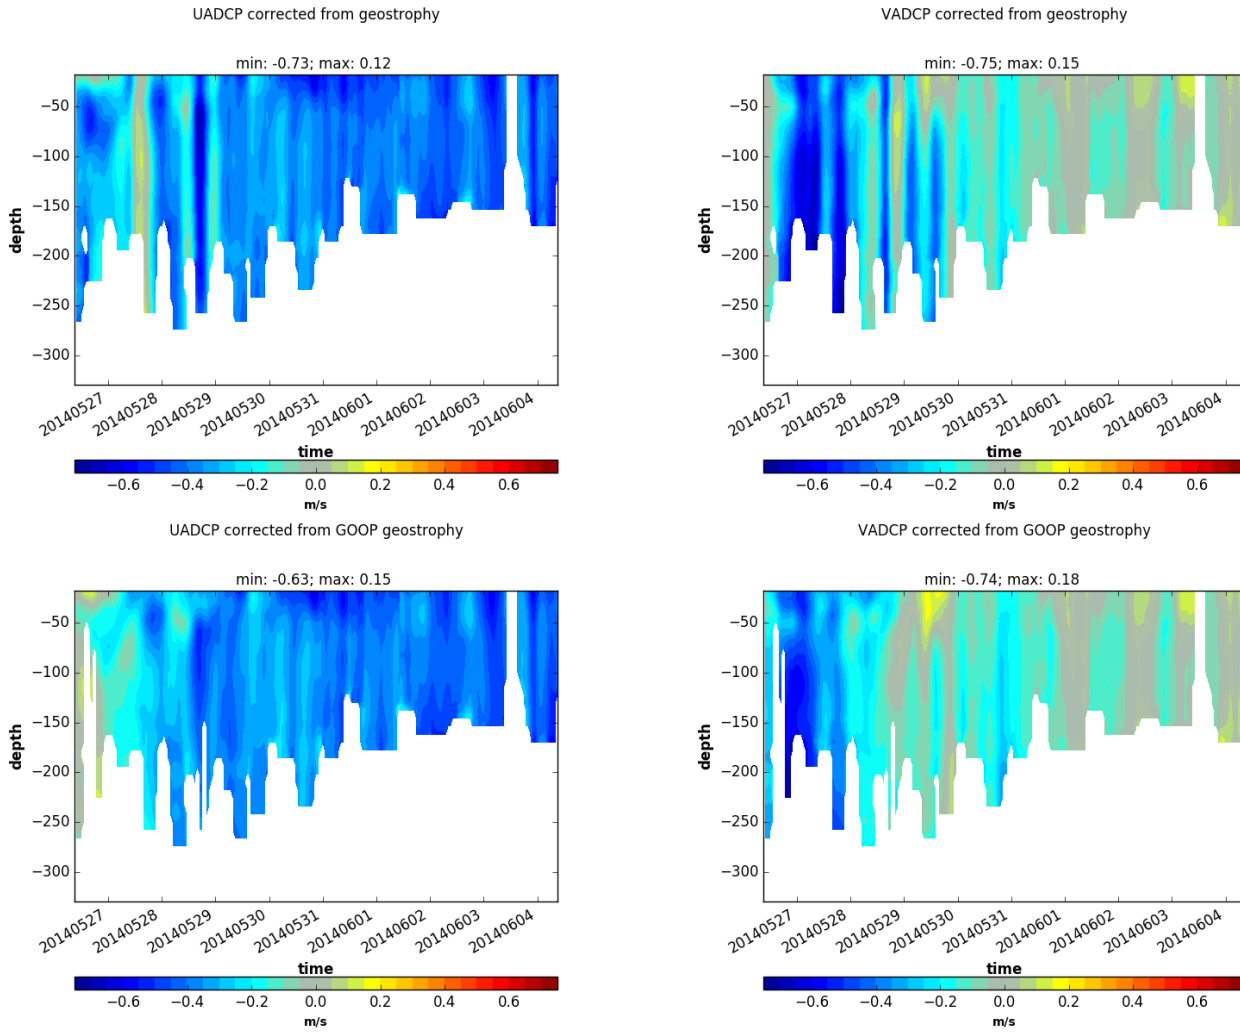 UADCP corrected from geostrophy
min: -0.73; max: 0.12
−50
−100
−150
−200
−250
−300
depth
20140527
20140528
20140529
20140530
20140531
20140601
20140602
20140603
20140604
time
−0.6 −0.4 −0.2 0.0 0.2 0.4 0.6
m/s
VADCP corrected from geostrophy
min: -0.75; max: 0.15
−50
−100
−150
−200
−250
−300
depth
20140527
20140528
20140529
20140530
20140531
20140601
20140602
20140603
20140604
time
−0.6 −0.4 −0.2 0.0 0.2 0.4 0.6
m/s
UADCP corrected from GOOP geostrophy
min: -0.63; max: 0.15
−50
−100
−150
−200
−250
−300
depth
20140527
20140528
20140529
20140530
20140531
20140601
20140602
20140603
20140604
time
−0.6 −0.4 −0.2 0.0 0.2 0.4 0.6
m/s
VADCP corrected from GOOP geostrophy
min: -0.74; max: 0.18
−50
−100
−150
−200
−250
−300
depth
20140527
20140528
20140529
20140530
20140531
20140601
20140602
20140603
20140604
time
−0.6 −0.4 −0.2 0.0 0.2 0.4 0.6
m/s